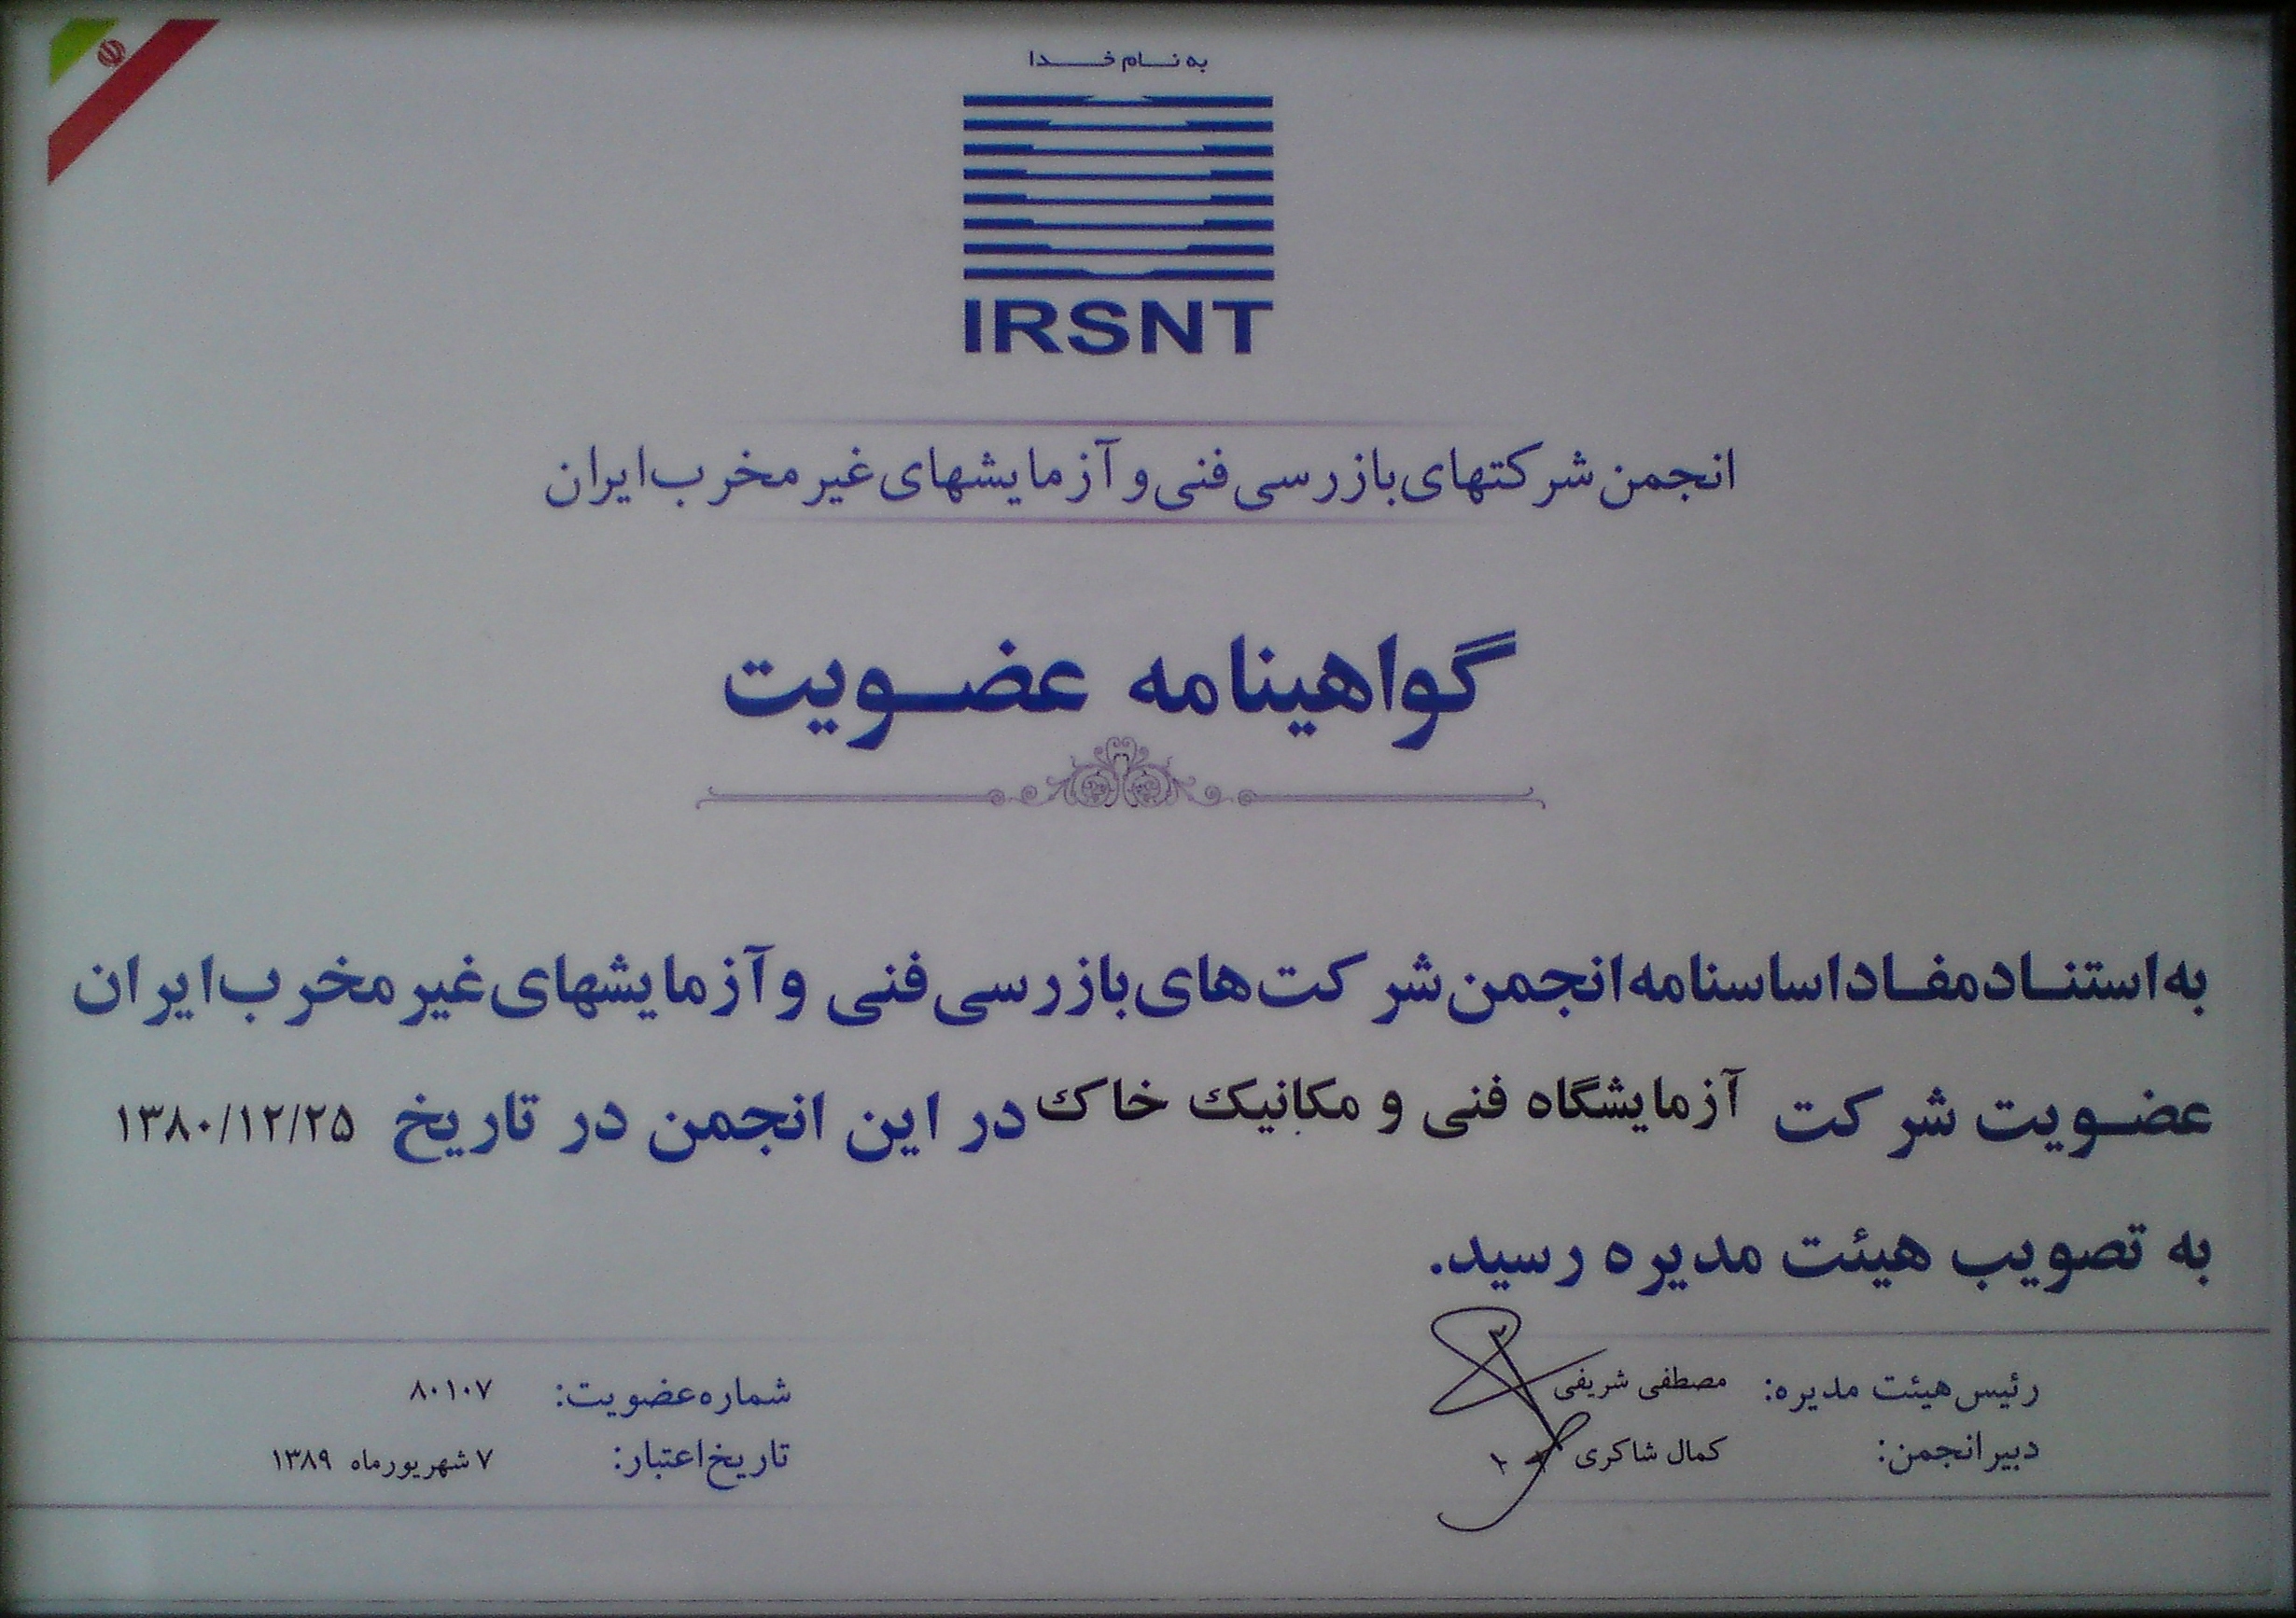 به نام خدا
IRSNT
انجمن شرکتهای بازرسی فنی و آزمایشهای غیر مخرب ایران
گواهینامه عضویت
به استناد مفاد اساسنامه انجمن شرکت‌های بازرسی فنی و آزمایشهای غیر مخرب ایران
عضویت شرکت آزمایشگاه فنی و مکانیک خاک در این انجمن در تاریخ ۱۳۸۰/۱۲/۲۵
به تصویب هیئت مدیره رسید.
رئیس هیئت مدیره: مصطفی شریفی
دبیر انجمن: کمال شاکری
شماره عضویت: ۸۰۱۰۷
تاریخ اعتبار: ۷ شهریور ماه ۱۳۸۹